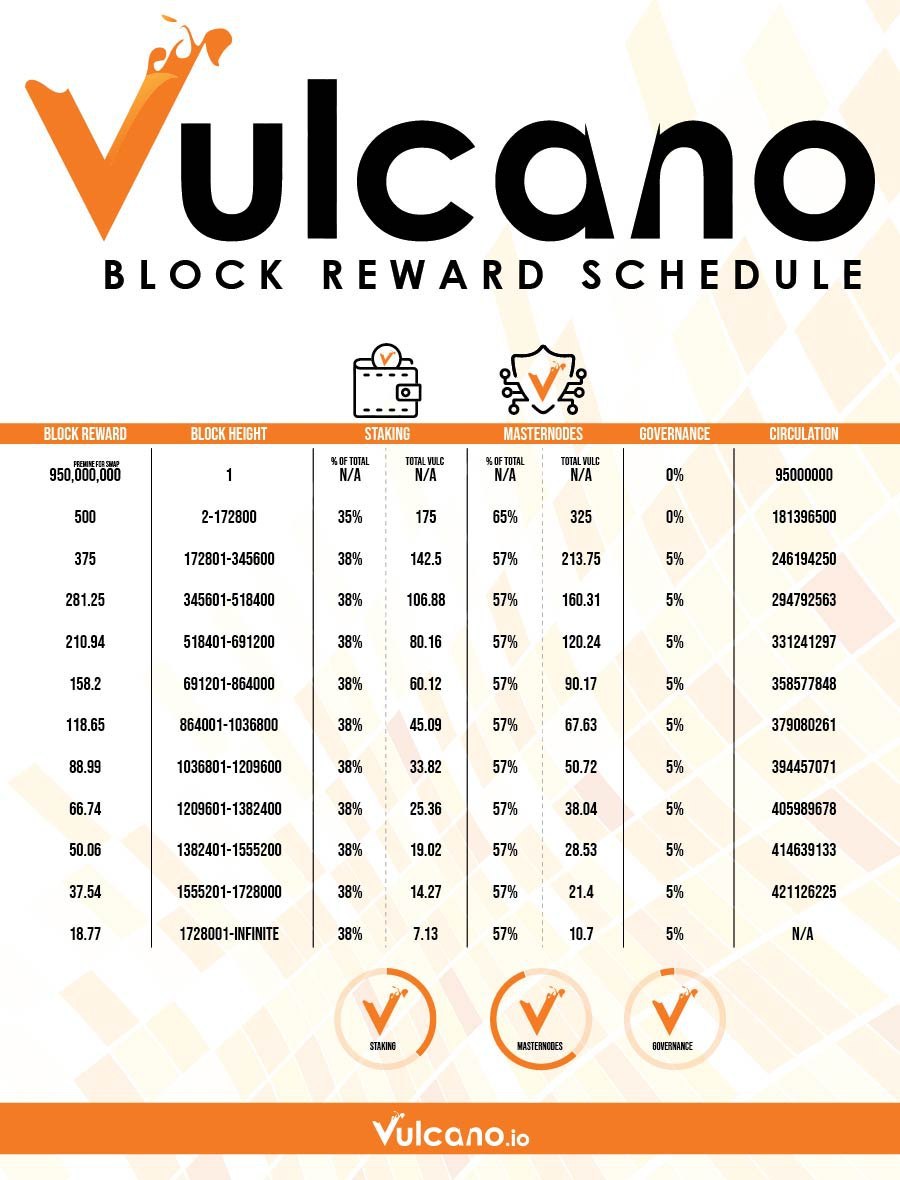 Vulcano
BLOCK REWARD SCHEDULE
BLOCK REWARD BLOCK HEIGHT STAKING MASTERNODES GOVERNANCE CIRCULATION
PREMINE FOR SWAP % OF TOTAL TOTAL VULC % OF TOTAL TOTAL VULC
950,000,000 1 N/A N/A N/A N/A 0% 95000000
500 2-172800 35% 175 65% 325 0% 181396500
375 172801-345600 38% 142.5 57% 213.75 5% 246194250
281.25 345601-518400 38% 106.88 57% 160.31 5% 294792563
210.94 518401-691200 38% 80.16 57% 120.24 5% 331241297
158.2 691201-864000 38% 60.12 57% 90.17 5% 358577848
118.65 864001-1036800 38% 45.09 57% 67.63 5% 379080261
88.99 1036801-1209600 38% 33.82 57% 50.72 5% 394457071
66.74 1209601-1382400 38% 25.36 57% 38.04 5% 405989678
50.06 1382401-1555200 38% 19.02 57% 28.53 5% 414639133
37.54 1555201-1728000 38% 14.27 57% 21.4 5% 421126225
18.77 1728001-INFINITE 38% 7.13 57% 10.7 5% N/A
STAKING MASTERNODES GOVERNANCE
Vulcano.io